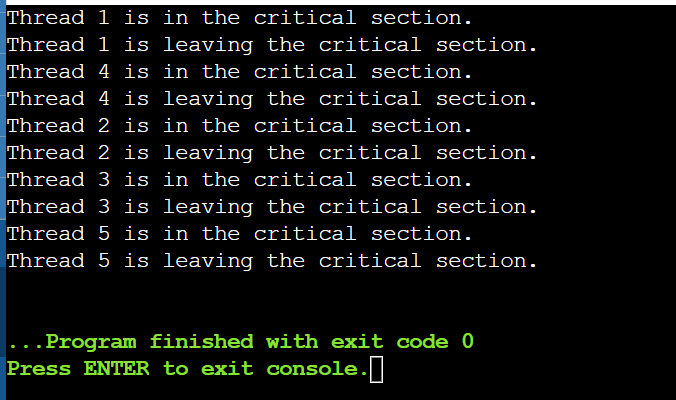 Thread 1 is in the critical section.
Thread 1 is leaving the critical section.
Thread 4 is in the critical section.
Thread 4 is leaving the critical section.
Thread 2 is in the critical section.
Thread 2 is leaving the critical section.
Thread 3 is in the critical section.
Thread 3 is leaving the critical section.
Thread 5 is in the critical section.
Thread 5 is leaving the critical section.
...Program finished with exit code 0
Press ENTER to exit console.